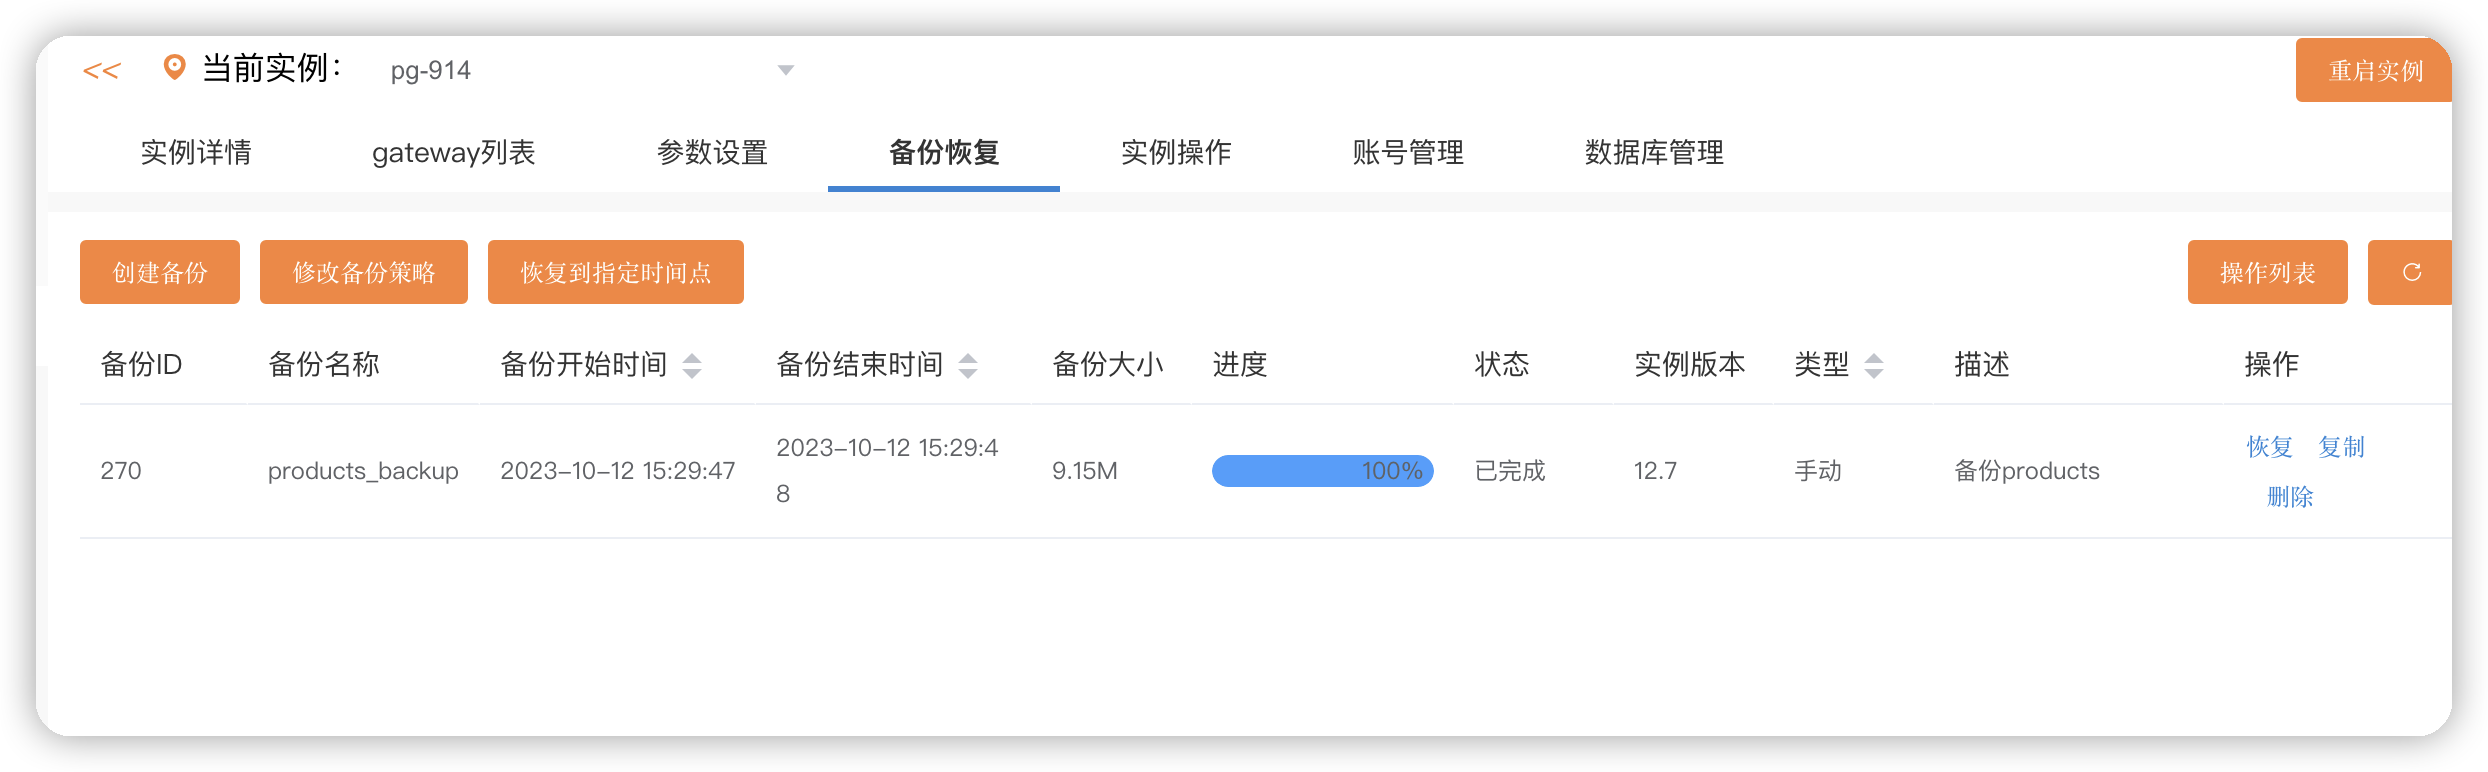 << 当前实例： pg-914 重启实例
实例详情 gateway列表 参数设置 备份恢复 实例操作 账号管理 数据库管理
创建备份 修改备份策略 恢复到指定时间点 操作列表
备份ID 备份名称 备份开始时间 备份结束时间 备份大小 进度 状态 实例版本 类型 描述 操作
270 products_backup 2023-10-12 15:29:47 2023-10-12 15:29:4
8 9.15M 100% 已完成 12.7 手动 备份products 恢复 复制
删除